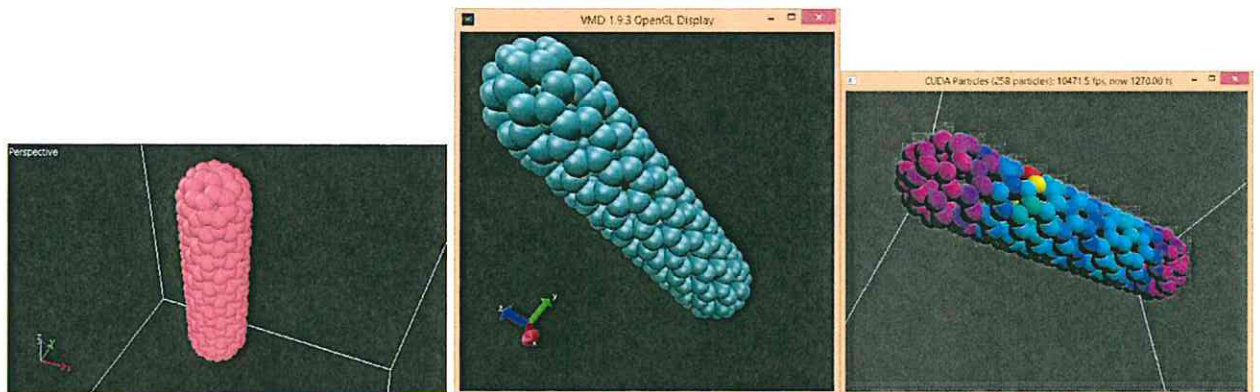 Perspective
VMD 1.9.3 OpenGL Display
z
y
x
CUDA Particles (258 particles): 10471.5 fps, now 1270.00 fs